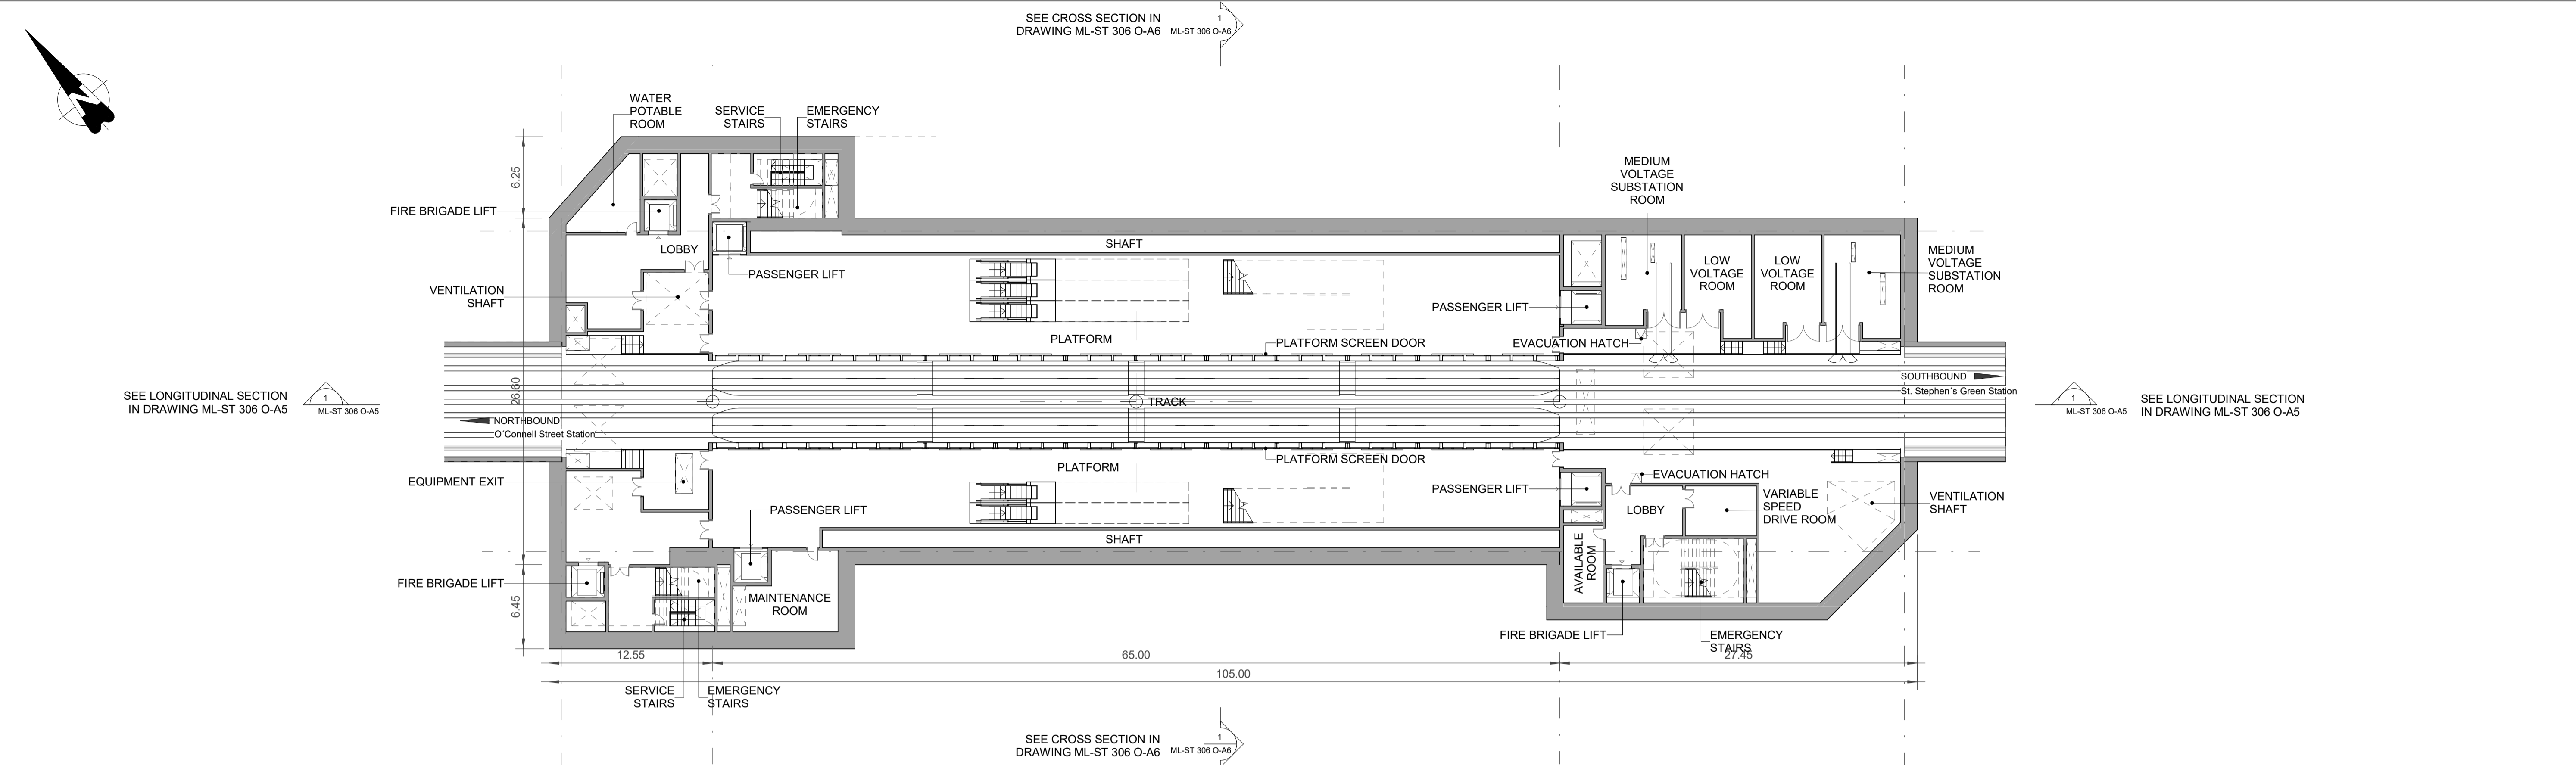 SEE CROSS SECTION IN
DRAWING ML-ST 306 O-A6
1
ML-ST 306 O-A6
WATER
POTABLE
ROOM
SERVICE
STAIRS
EMERGENCY
STAIRS
6.25
FIRE BRIGADE LIFT
LOBBY
PASSENGER LIFT
SHAFT
VENTILATION
SHAFT
MEDIUM
VOLTAGE
SUBSTATION
ROOM
LOW
VOLTAGE
ROOM
LOW
VOLTAGE
ROOM
MEDIUM
VOLTAGE
SUBSTATION
ROOM
PASSENGER LIFT
PLATFORM
PLATFORM SCREEN DOOR
EVACUATION HATCH
SEE LONGITUDINAL SECTION
IN DRAWING ML-ST 306 O-A5
1
ML-ST 306 O-A5
26.60
NORTHBOUND
O´Connell Street Station
TRACK
SOUTHBOUND
St. Stephen´s Green Station
1
ML-ST 306 O-A5
SEE LONGITUDINAL SECTION
IN DRAWING ML-ST 306 O-A5
PLATFORM
PLATFORM SCREEN DOOR
EQUIPMENT EXIT
PASSENGER LIFT
PASSENGER LIFT
EVACUATION HATCH
LOBBY
VARIABLE
SPEED
DRIVE ROOM
VENTILATION
SHAFT
SHAFT
AVAILABLE
ROOM
FIRE BRIGADE LIFT
6.45
MAINTENANCE
ROOM
FIRE BRIGADE LIFT
EMERGENCY
STAIRS
12.55
65.00
27.45
105.00
SERVICE
STAIRS
EMERGENCY
STAIRS
SEE CROSS SECTION IN
DRAWING ML-ST 306 O-A6
1
ML-ST 306 O-A6